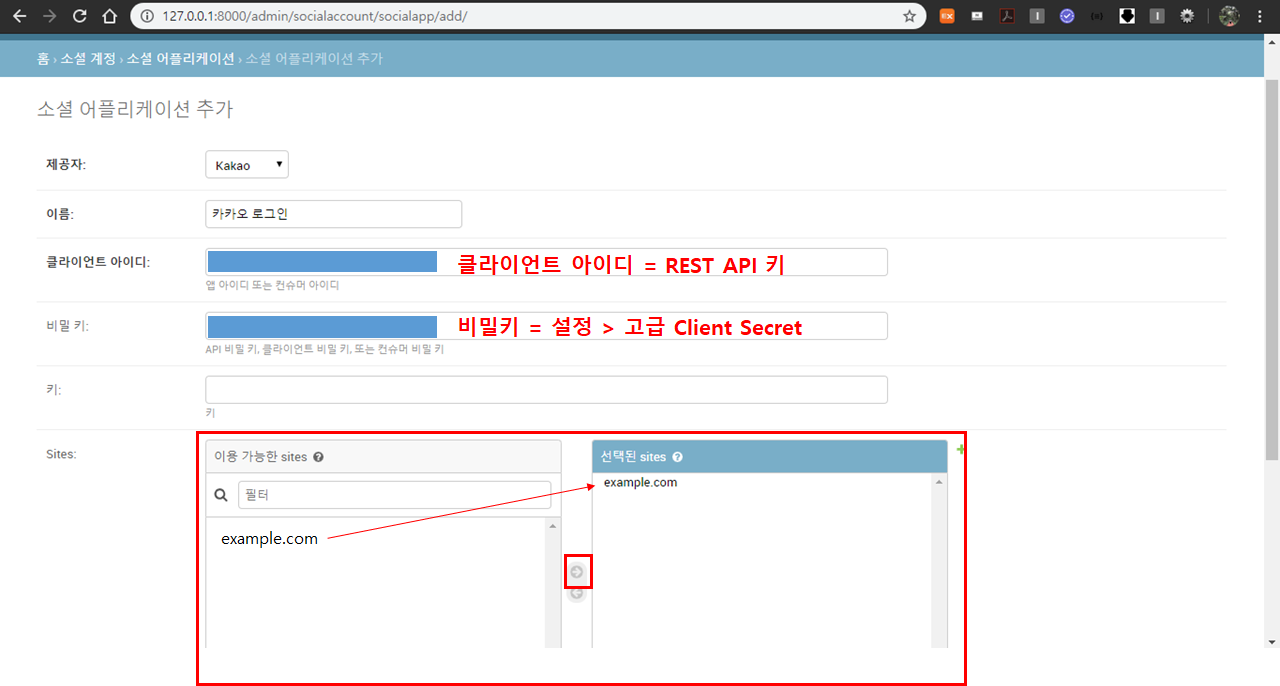 127.0.0.1:8000/admin/socialaccount/socialapp/add/
홈 › 소셜 계정 › 소셜 어플리케이션 › 소셜 어플리케이션 추가
소셜 어플리케이션 추가
제공자: Kakao
이름: 카카오 로그인
클라이언트 아이디: 클라이언트 아이디 = REST API 키
앱 아이디 또는 컨슈머 아이디
비밀 키: 비밀키 = 설정 > 고급 Client Secret
API 비밀 키, 클라이언트 비밀 키, 또는 컨슈머 비밀 키
키:
키
Sites: 이용 가능한 sites 선택된 sites
example.com
필터
example.com